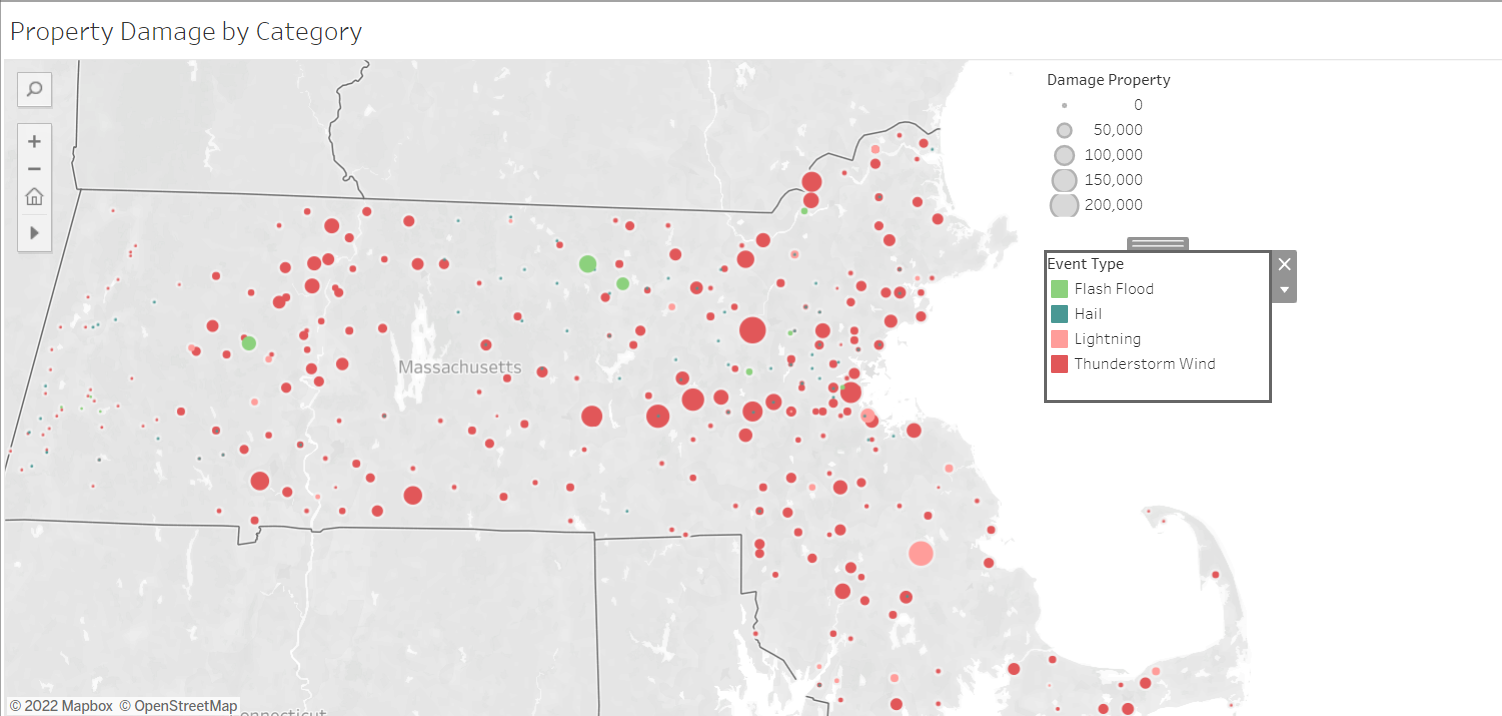 Property Damage by Category
Damage Property
0
50,000
100,000
150,000
200,000
Event Type
Flash Flood
Hail
Lightning
Thunderstorm Wind
Massachusetts
© 2022 Mapbox © OpenStreetMap